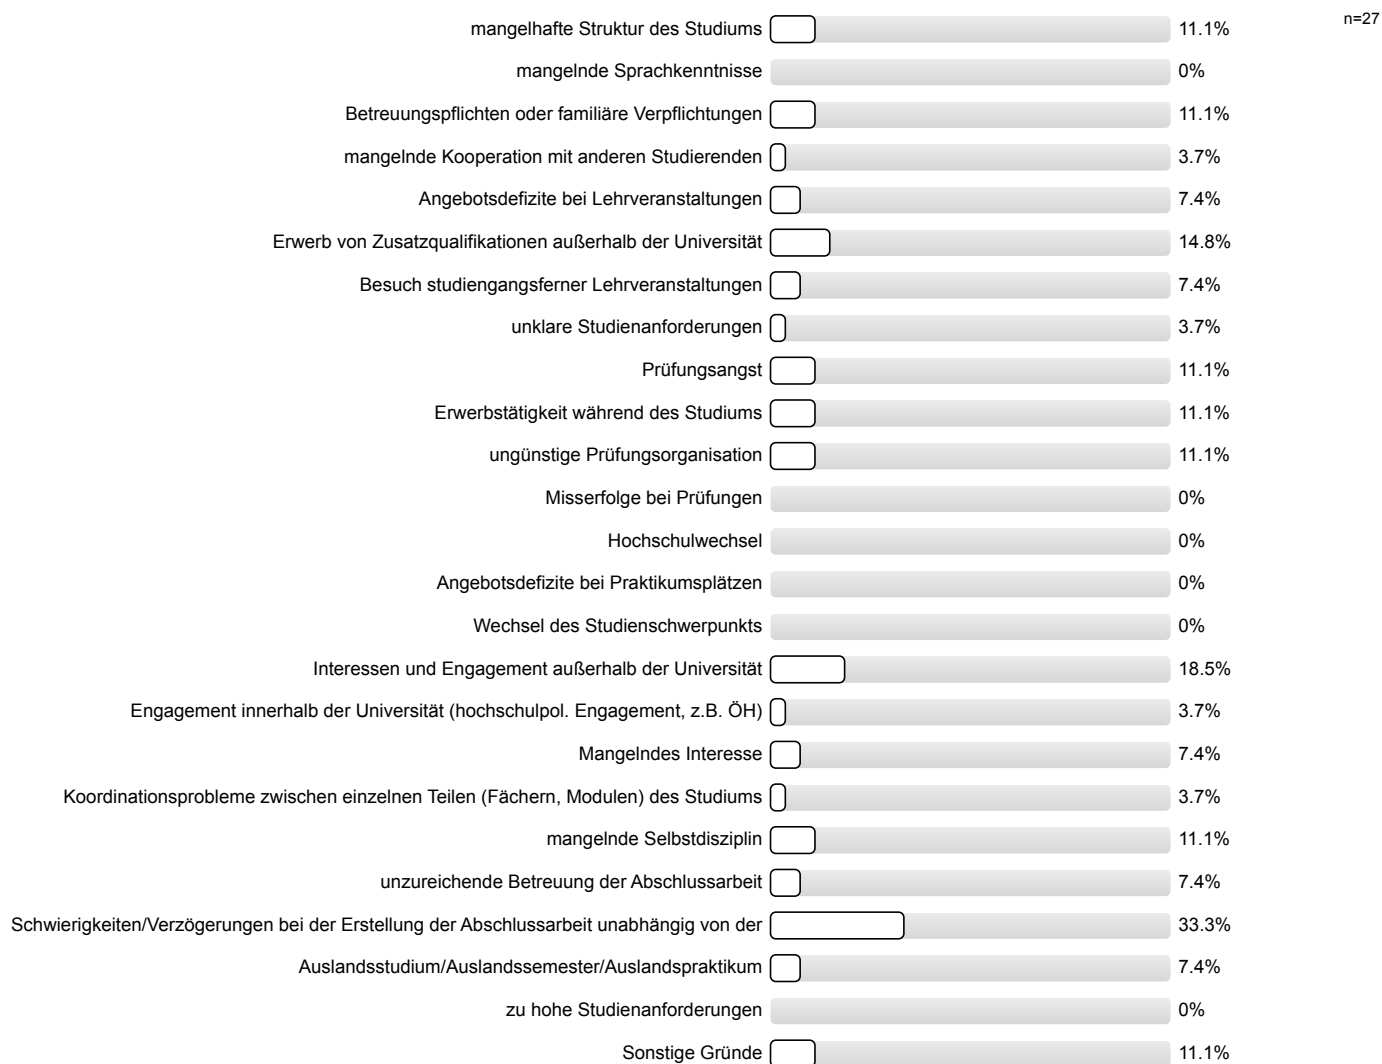 n=27
mangelhafte Struktur des Studiums 11.1%
mangelnde Sprachkenntnisse 0%
Betreuungspflichten oder familiäre Verpflichtungen 11.1%
mangelnde Kooperation mit anderen Studierenden 3.7%
Angebotsdefizite bei Lehrveranstaltungen 7.4%
Erwerb von Zusatzqualifikationen außerhalb der Universität 14.8%
Besuch studiengangsferner Lehrveranstaltungen 7.4%
unklare Studienanforderungen 3.7%
Prüfungsangst 11.1%
Erwerbstätigkeit während des Studiums 11.1%
ungünstige Prüfungsorganisation 11.1%
Misserfolge bei Prüfungen 0%
Hochschulwechsel 0%
Angebotsdefizite bei Praktikumsplätzen 0%
Wechsel des Studienschwerpunkts 0%
Interessen und Engagement außerhalb der Universität 18.5%
Engagement innerhalb der Universität (hochschulpol. Engagement, z.B. ÖH) 3.7%
Mangelndes Interesse 7.4%
Koordinationsprobleme zwischen einzelnen Teilen (Fächern, Modulen) des Studiums 3.7%
mangelnde Selbstdisziplin 11.1%
unzureichende Betreuung der Abschlussarbeit 7.4%
Schwierigkeiten/Verzögerungen bei der Erstellung der Abschlussarbeit unabhängig von der 33.3%
Auslandsstudium/Auslandssemester/Auslandspraktikum 7.4%
zu hohe Studienanforderungen 0%
Sonstige Gründe 11.1%